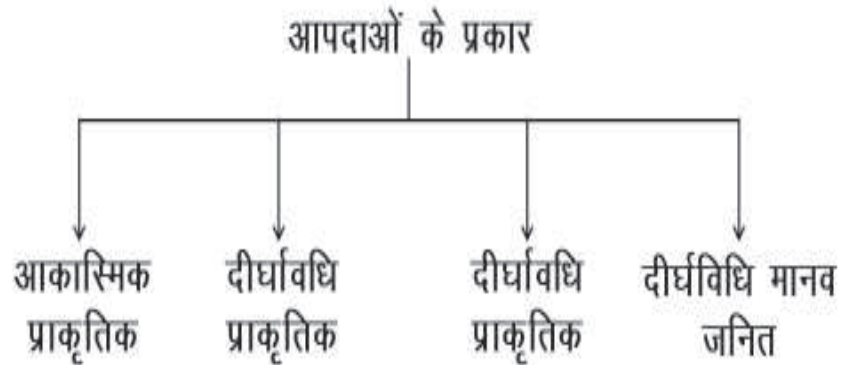 आपदाओं के प्रकार
आकास्मिक
प्राकृतिक
दीर्घावधि
प्राकृतिक
दीर्घावधि
प्राकृतिक
दीर्घविधि मानव
जनित